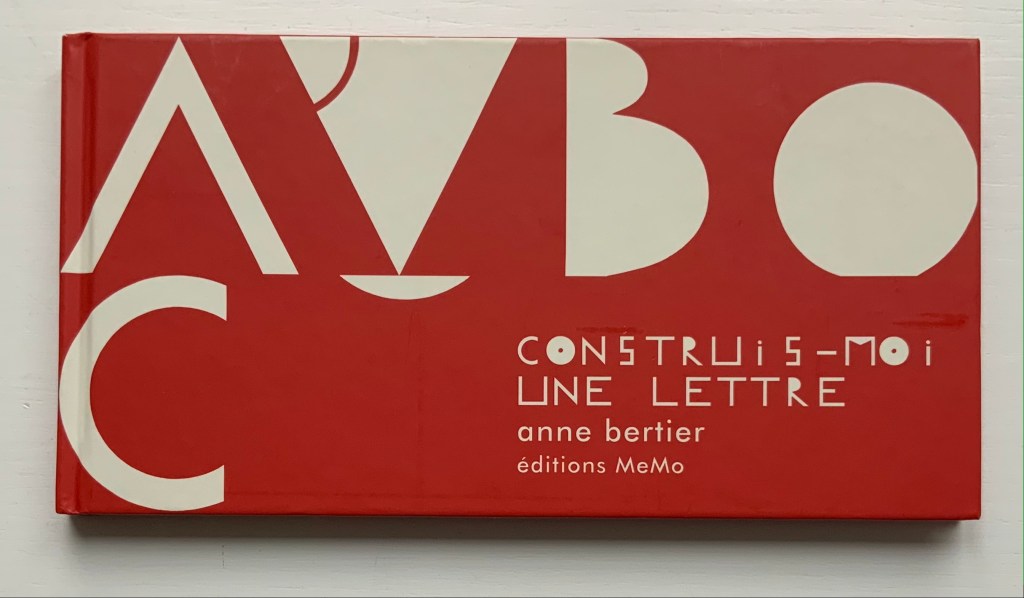 A B
C
CONSTRUiS-MOi
UNE LETTRE
anne bertier
éditions MeMo